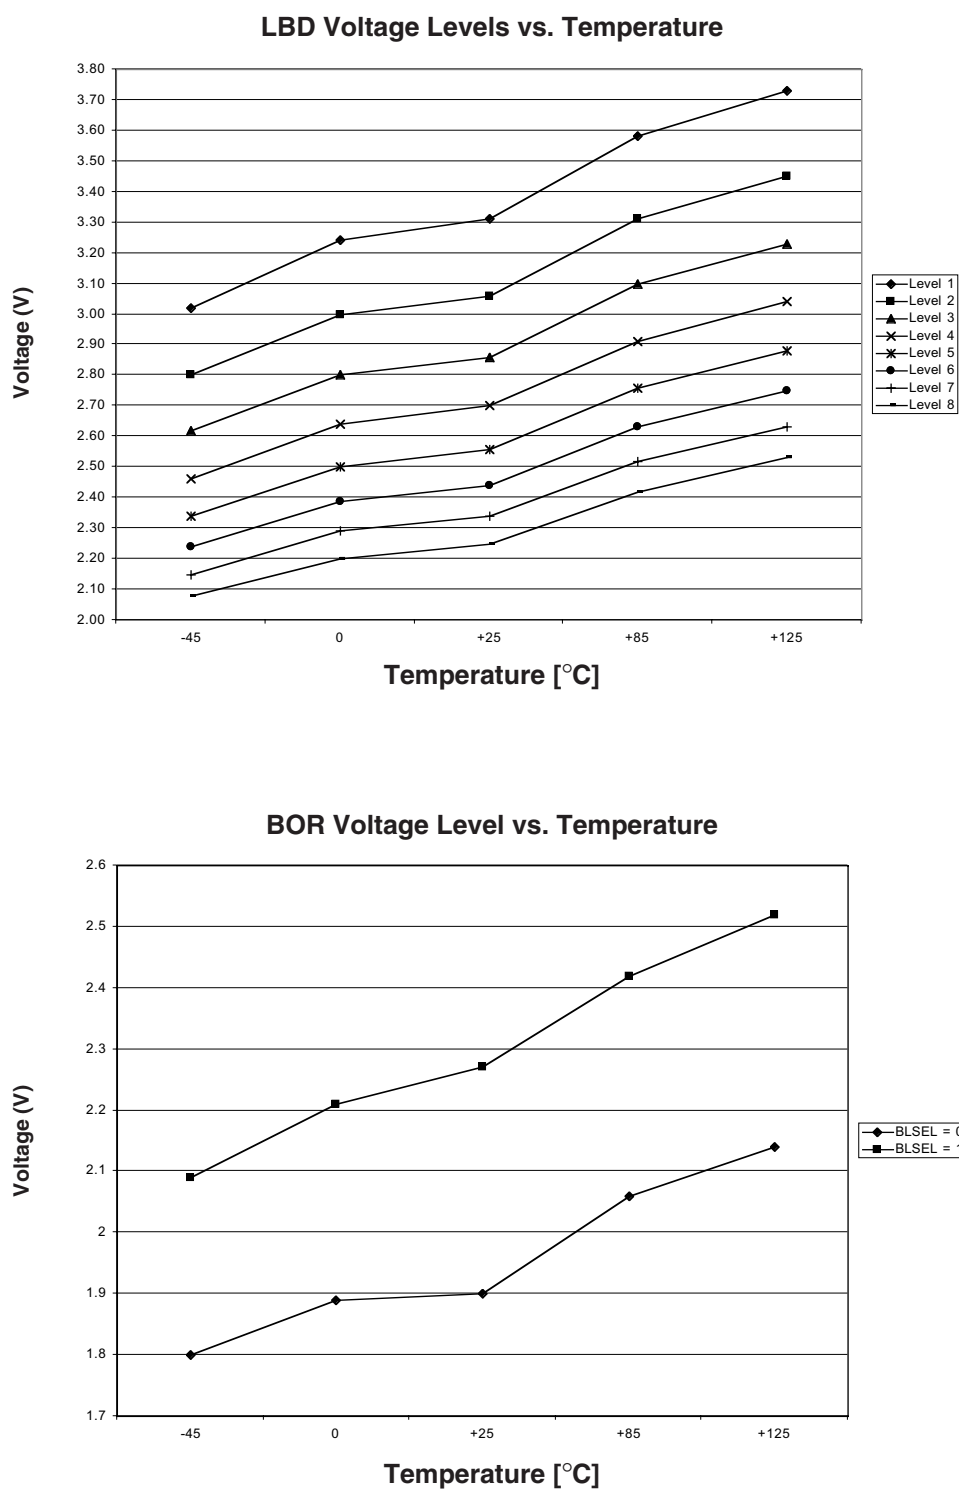 LBD Voltage Levels vs. Temperature
3.80
3.70
3.60
3.50
3.40
3.30
3.20
3.10
3.00
2.90
2.80
2.70
2.60
2.50
2.40
2.30
2.20
2.10
2.00
Voltage (V)
-45 0 +25 +85 +125
Temperature [°C]
Level 1
Level 2
Level 3
Level 4
Level 5
Level 6
Level 7
Level 8
BOR Voltage Level vs. Temperature
2.6
2.5
2.4
2.3
2.2
2.1
2
1.9
1.8
1.7
Voltage (V)
-45 0 +25 +85 +125
Temperature [°C]
BLSEL = 0
BLSEL = 1